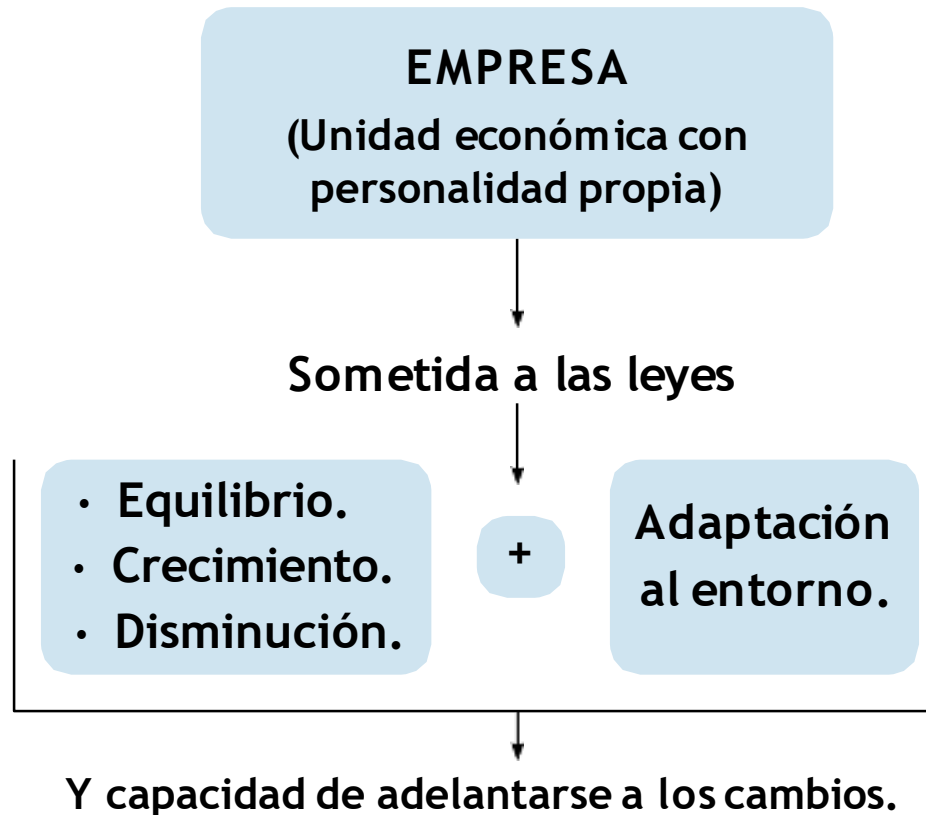 EMPRESA
(Unidad económica con
personalidad propia)
Sometida a las leyes
· Equilibrio.
· Crecimiento.
· Disminución.
+
Adaptación
al entorno.
Y capacidad de adelantarse a los cambios.